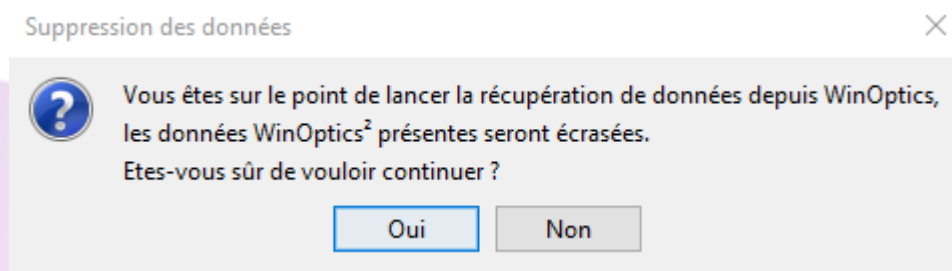 Suppression des données
Vous êtes sur le point de lancer la récupération de données depuis WinOptics,
les données WinOptics² présentes seront écrasées.
Etes-vous sûr de vouloir continuer ?
Oui
Non